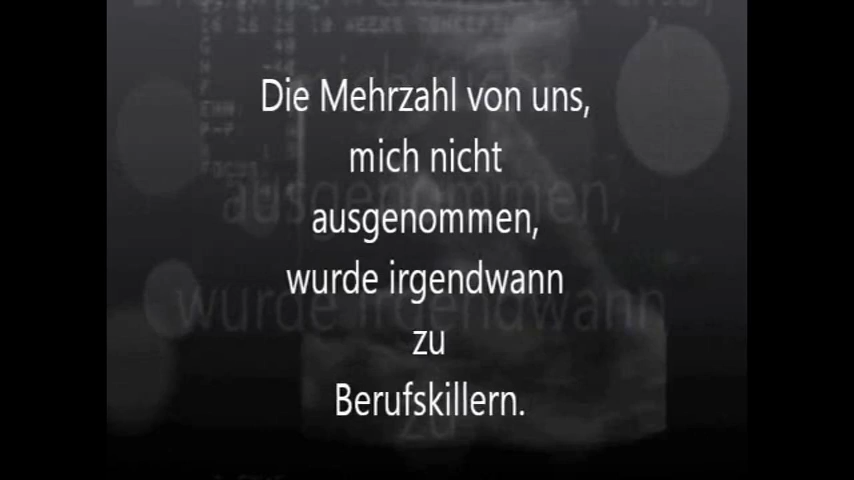 Die Mehrzahl von uns,
mich nicht
ausgenommen,
wurde irgendwann
zu
Berufskillern.